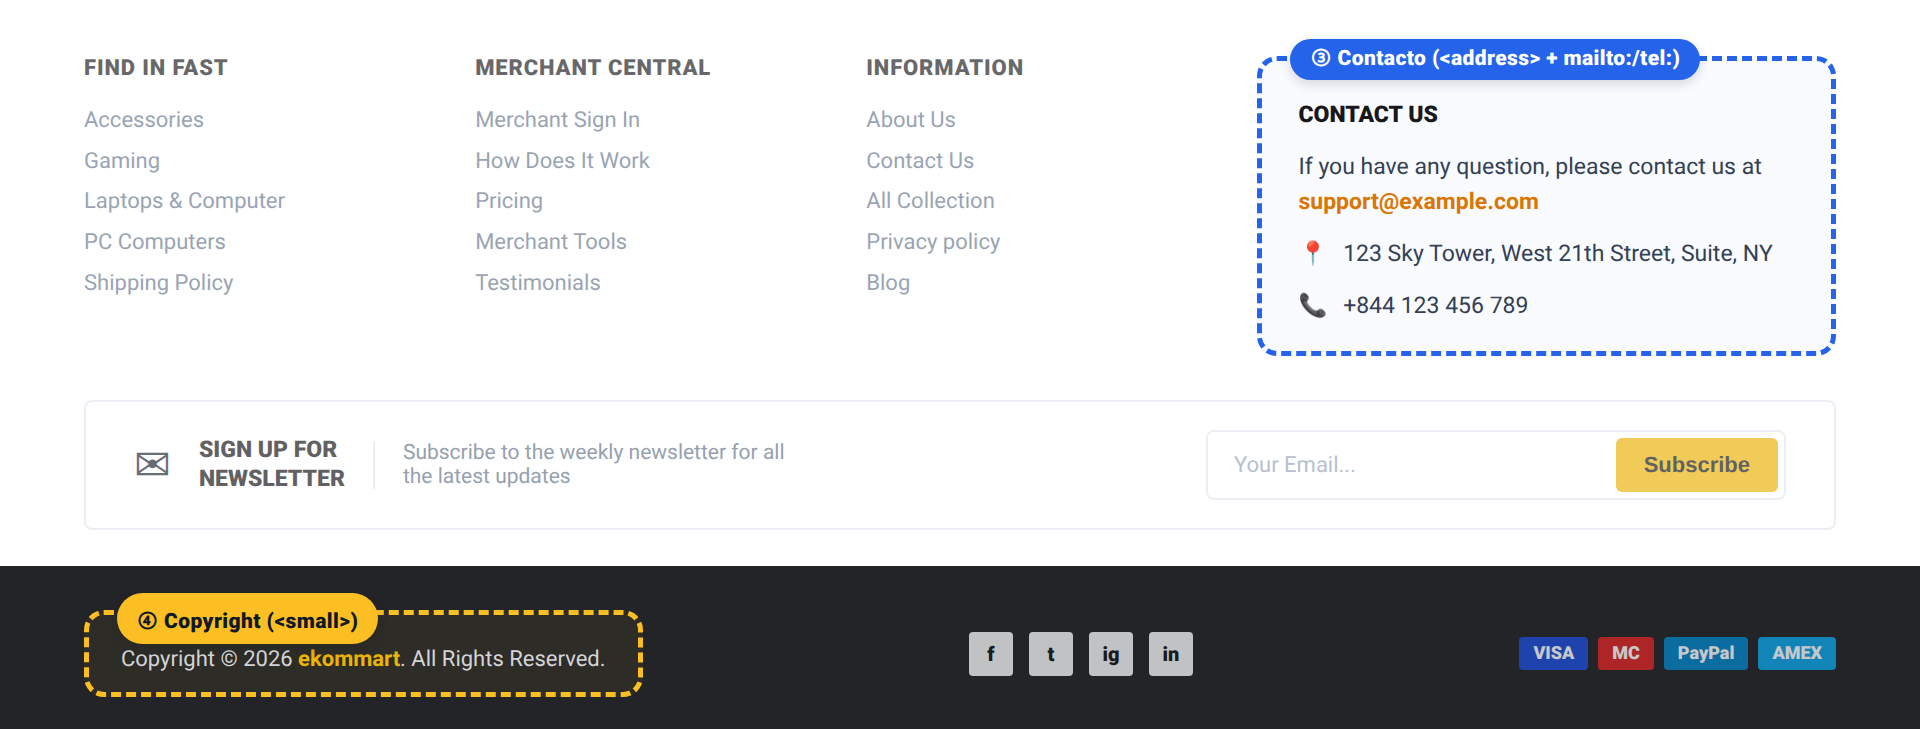 FIND IN FAST
Accessories
Gaming
Laptops & Computer
PC Computers
Shipping Policy
MERCHANT CENTRAL
Merchant Sign In
How Does It Work
Pricing
Merchant Tools
Testimonials
INFORMATION
About Us
Contact Us
All Collection
Privacy policy
Blog
③ Contacto (<address> + mailto:/tel:)
CONTACT US
If you have any question, please contact us at
support@example.com
123 Sky Tower, West 21th Street, Suite, NY
+844 123 456 789
SIGN UP FOR
NEWSLETTER
Subscribe to the weekly newsletter for all
the latest updates
Your Email...
Subscribe
④ Copyright (<small>)
Copyright © 2026 ekommart. All Rights Reserved.
f
t
ig
in
VISA
MC
PayPal
AMEX